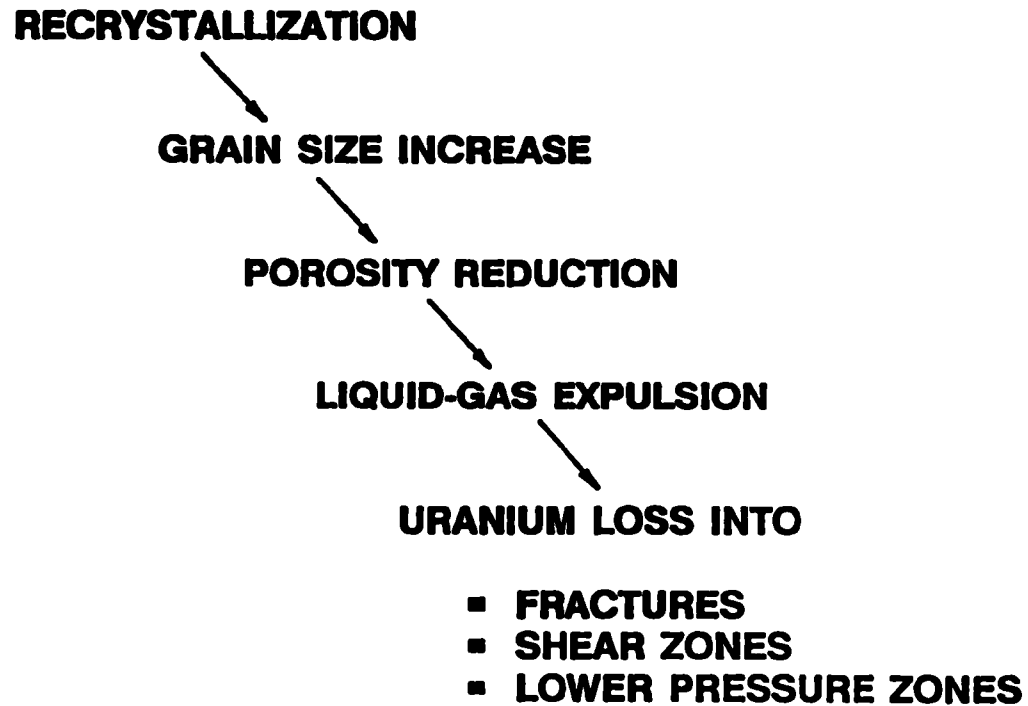 RECRYSTALLIZATION
GRAIN SIZE INCREASE
POROSITY REDUCTION
LIQUID-GAS EXPULSION
URANIUM LOSS INTO
▪ FRACTURES
▪ SHEAR ZONES
▪ LOWER PRESSURE ZONES